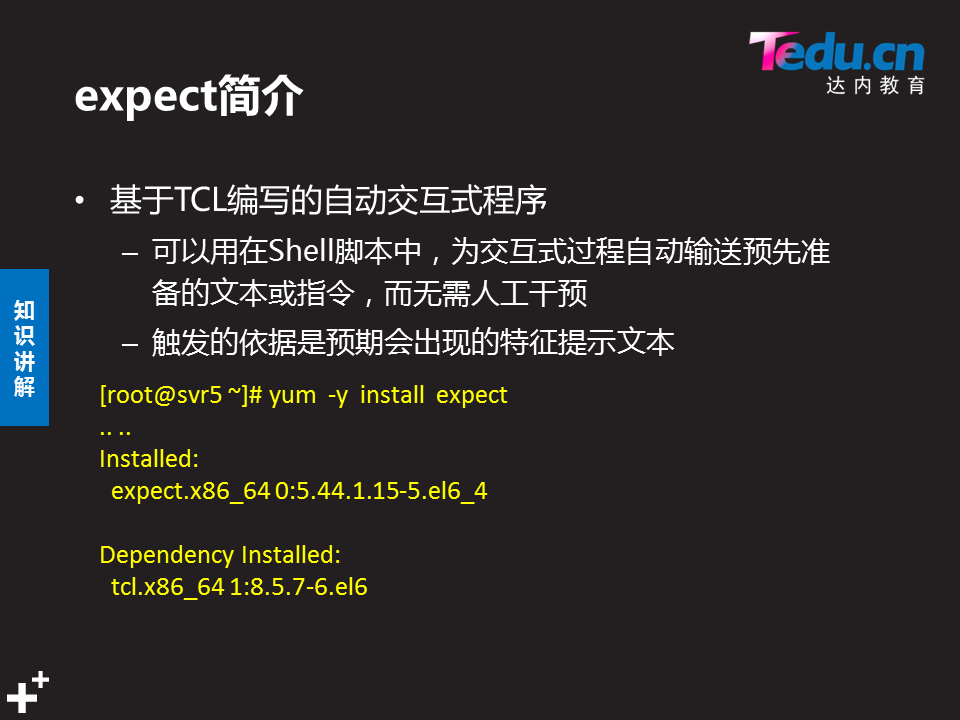 Tedu.cn
达内教育
expect简介
• 基于TCL编写的自动交互式程序
– 可以用在Shell脚本中，为交互式过程自动输送预先准
备的文本或指令，而无需人工干预
– 触发的依据是预期会出现的特征提示文本
知识讲解
[root@svr5 ~]# yum  -y  install  expect
.. ..
Installed:
  expect.x86_64 0:5.44.1.15-5.el6_4
Dependency Installed:
  tcl.x86_64 1:8.5.7-6.el6